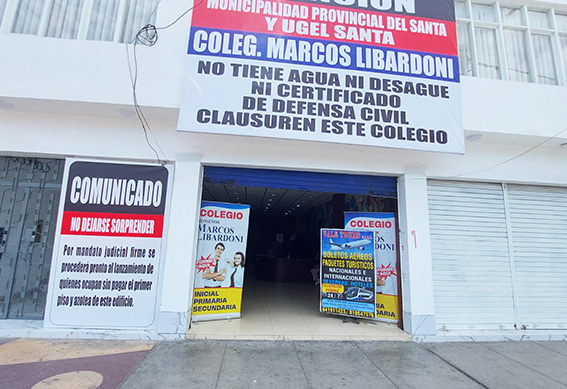 MUNICIPALIDAD PROVINCIAL DEL SANTA
Y UGEL SANTA
COLEG. MARCOS LIBARDONI
NO TIENE AGUA NI DESAGUE
NI CERTIFICADO
DE DEFENSA CIVIL
CLAUSUREN ESTE COLEGIO
COMUNICADO
NO DEJARSE SORPRENDER
Por mandato judicial firme se
procederá pronto al lanzamiento de
quienes ocupan sin pagar el primer
piso y azotea de este edificio.
COLEGIO
MARCOS
LIBARDONI
INICIAL
PRIMARIA
SECUNDARIA
COLEGIO
BOLETOS AEREOS
PAQUETES TURISTICOS
NACIONALES E
INTERNACIONALES
RESERVAS HOTELES
24/7